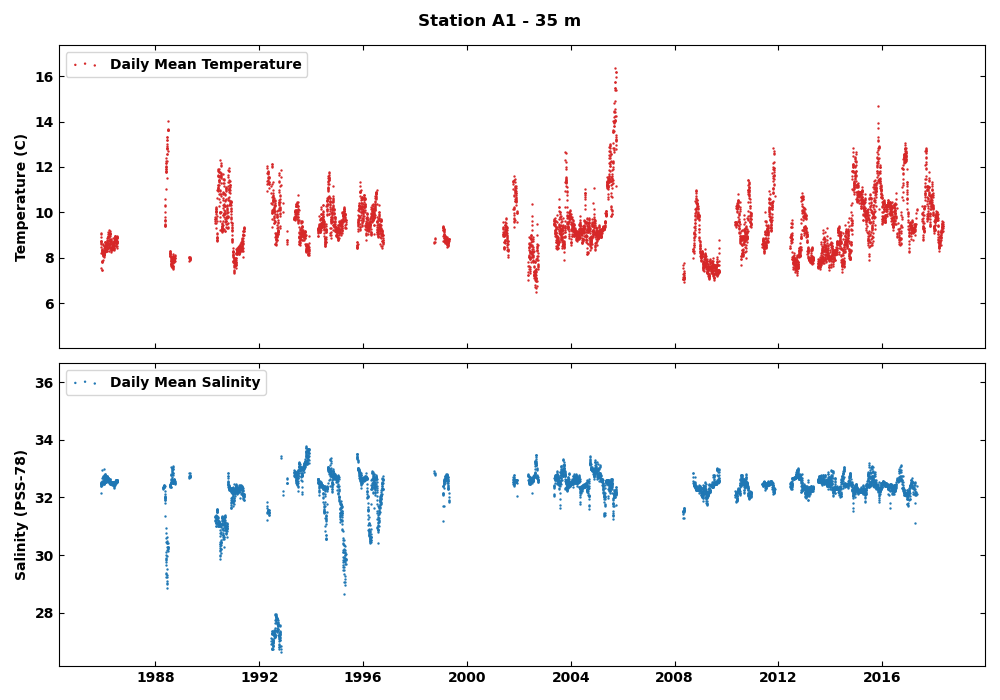 Station A1 - 35 m
Daily Mean Temperature
Temperature (C)
16
14
12
10
8
6
Daily Mean Salinity
Salinity (PSS-78)
36
34
32
30
28
1988 1992 1996 2000 2004 2008 2012 2016